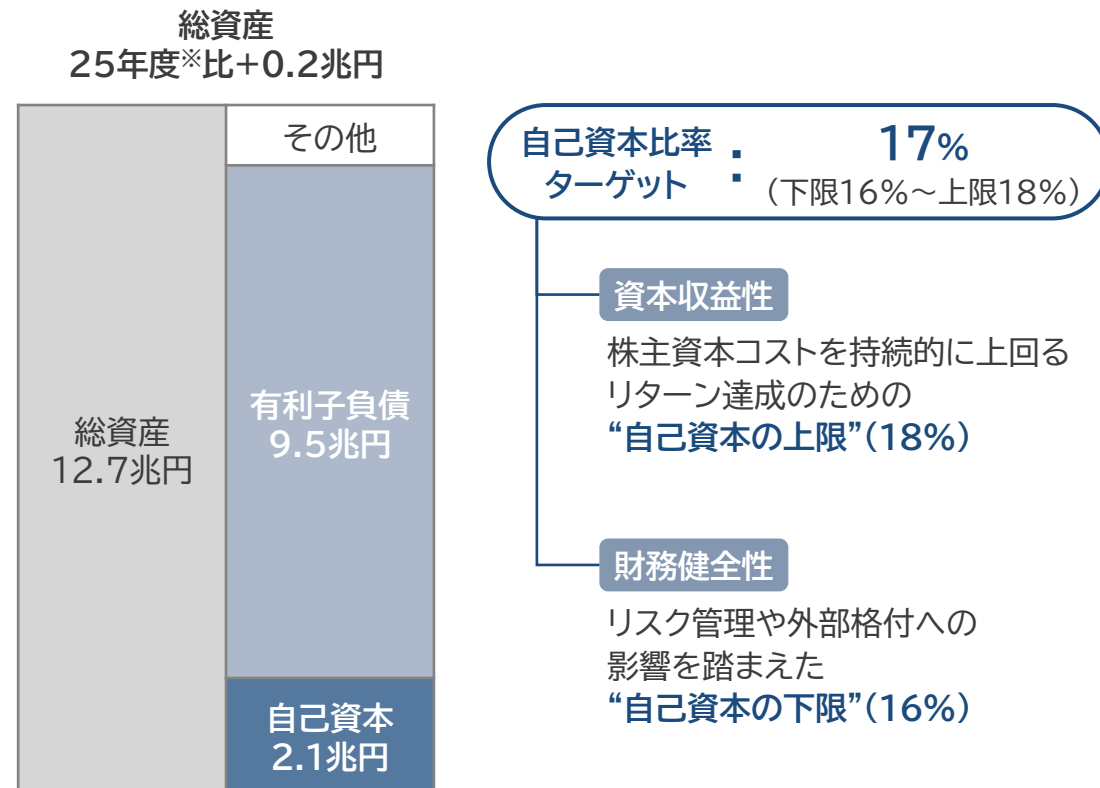 総資産
25年度※比+0.2兆円
その他
総資産
12.7兆円
有利子負債
9.5兆円
自己資本
2.1兆円
自己資本比率
ターゲット
:
17%
(下限16%~上限18%)
資本収益性
株主資本コストを持続的に上回る
リターン達成のための
“自己資本の上限”(18%)
財務健全性
リスク管理や外部格付への
影響を踏まえた
“自己資本の下限”(16%)